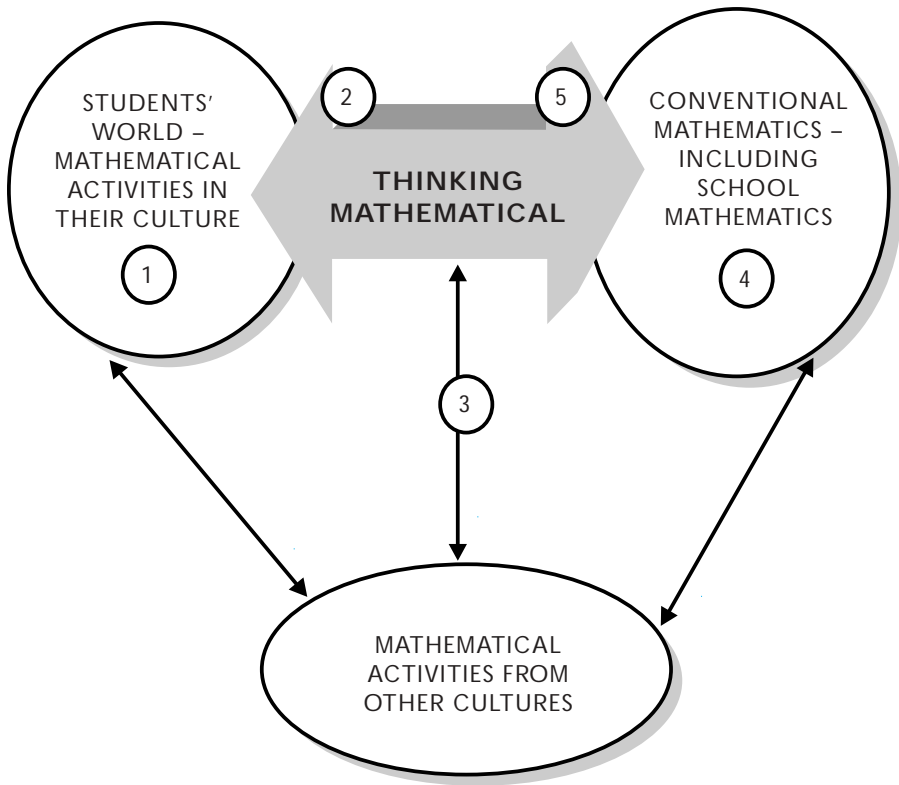 STUDENTS'
WORLD –
MATHEMATICAL
ACTIVITIES IN
THEIR CULTURE
1
2
THINKING
MATHEMATICAL
5
CONVENTIONAL
MATHEMATICS –
INCLUDING
SCHOOL
MATHEMATICS
4
3
MATHEMATICAL
ACTIVITIES FROM
OTHER CULTURES